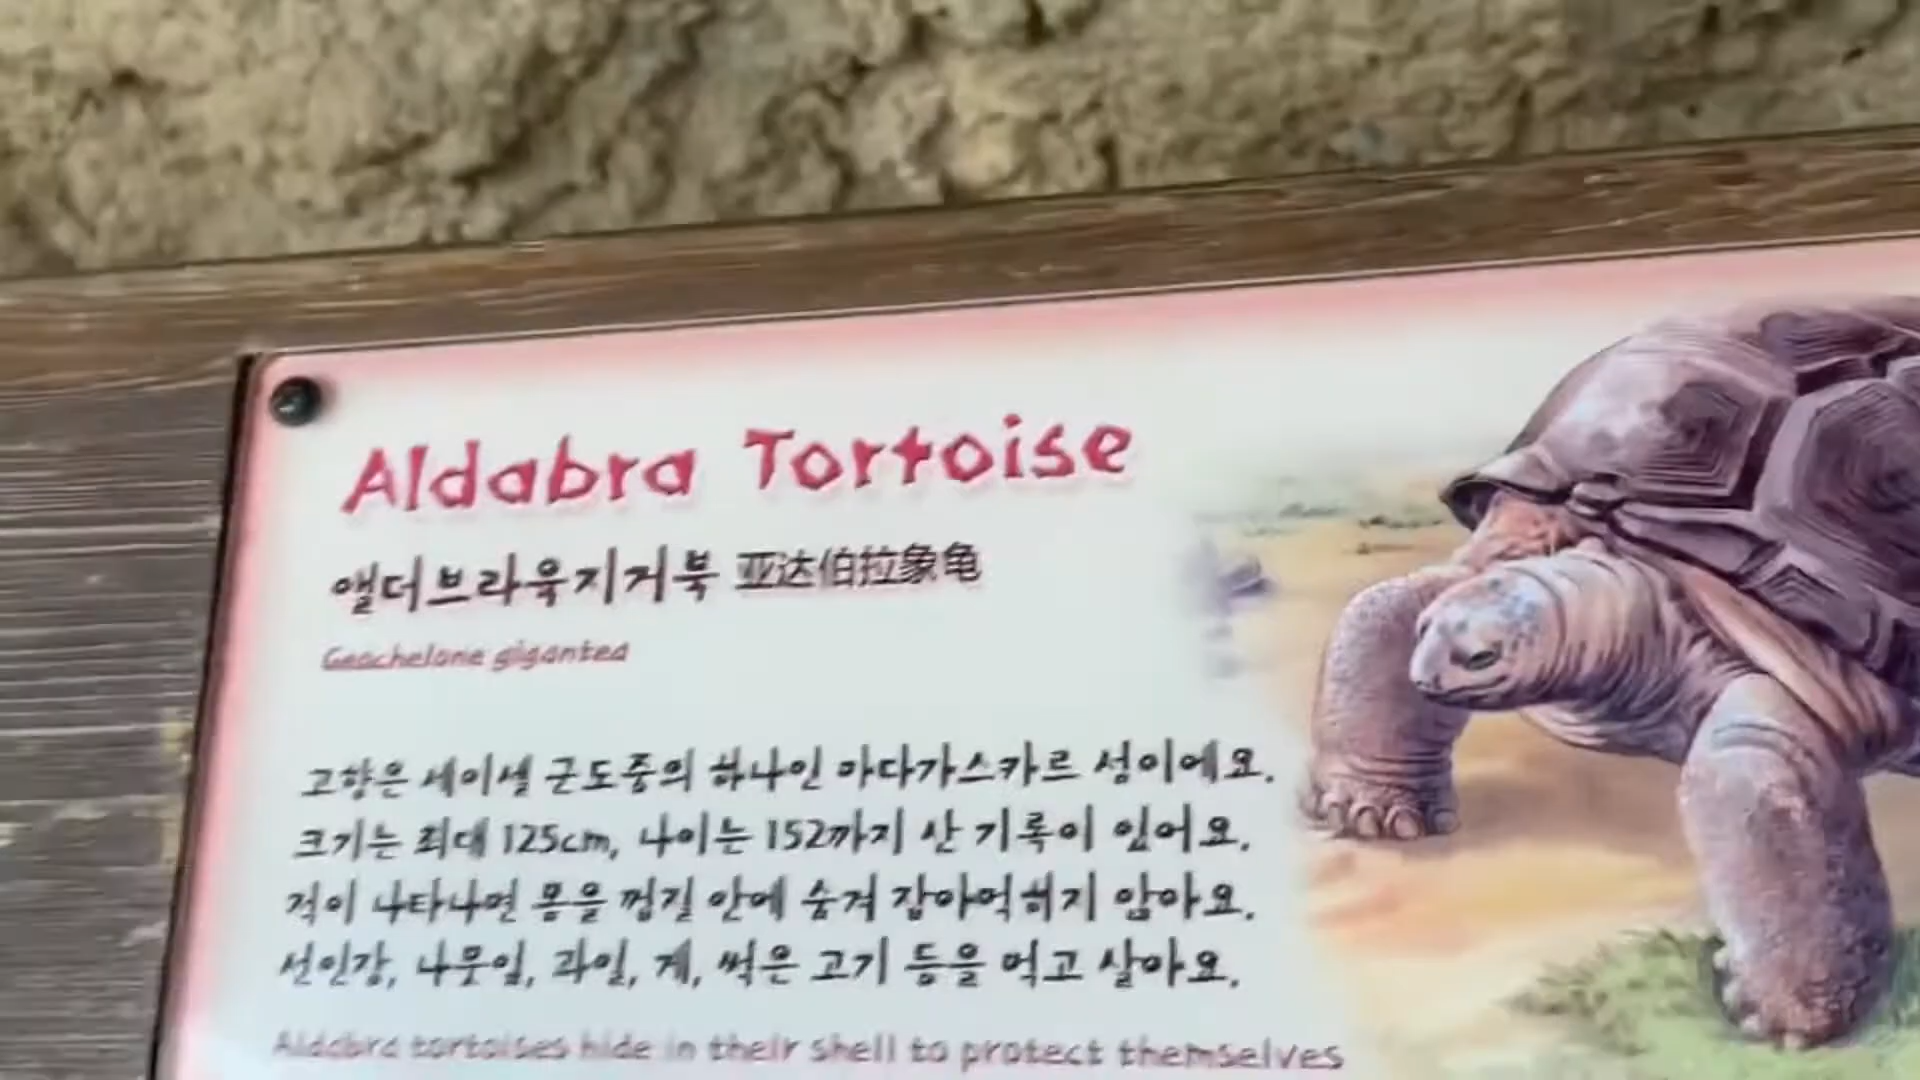 Aldabra Tortoise
앨더브라육지거북 亚达伯拉象龟
Geochelone gigantea
고향은 세이셸 군도중의 하나인 마다가스카르 섬이에요.
크기는 최대 125cm, 나이는 152까지 산 기록이 있어요.
적이 나타나면 몸을 껍질 안에 숨겨 잡아먹히지 않아요.
선인장, 나뭇잎, 과일, 게, 썩은 고기 등을 먹고 살아요.
Aldabra tortoises hide in their shell to protect themselves